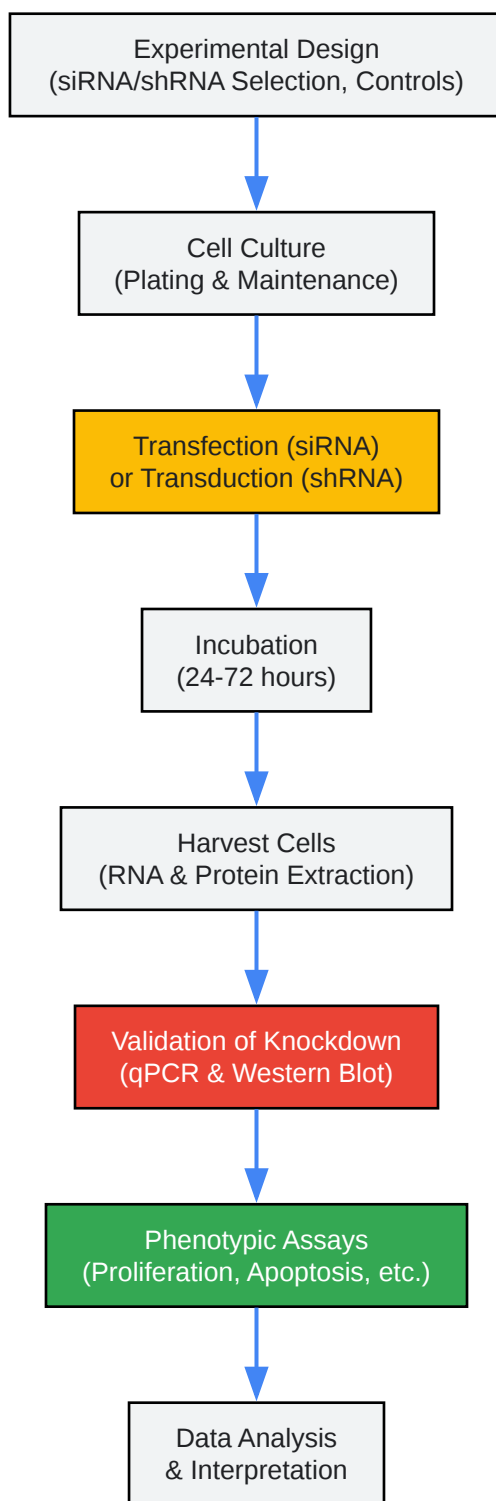 Experimental Design
(siRNA/shRNA Selection, Controls)
Cell Culture
(Plating & Maintenance)
Transfection (siRNA)
or Transduction (shRNA)
Incubation
(24-72 hours)
Harvest Cells
(RNA & Protein Extraction)
Validation of Knockdown
(qPCR & Western Blot)
Phenotypic Assays
(Proliferation, Apoptosis, etc.)
Data Analysis
& Interpretation